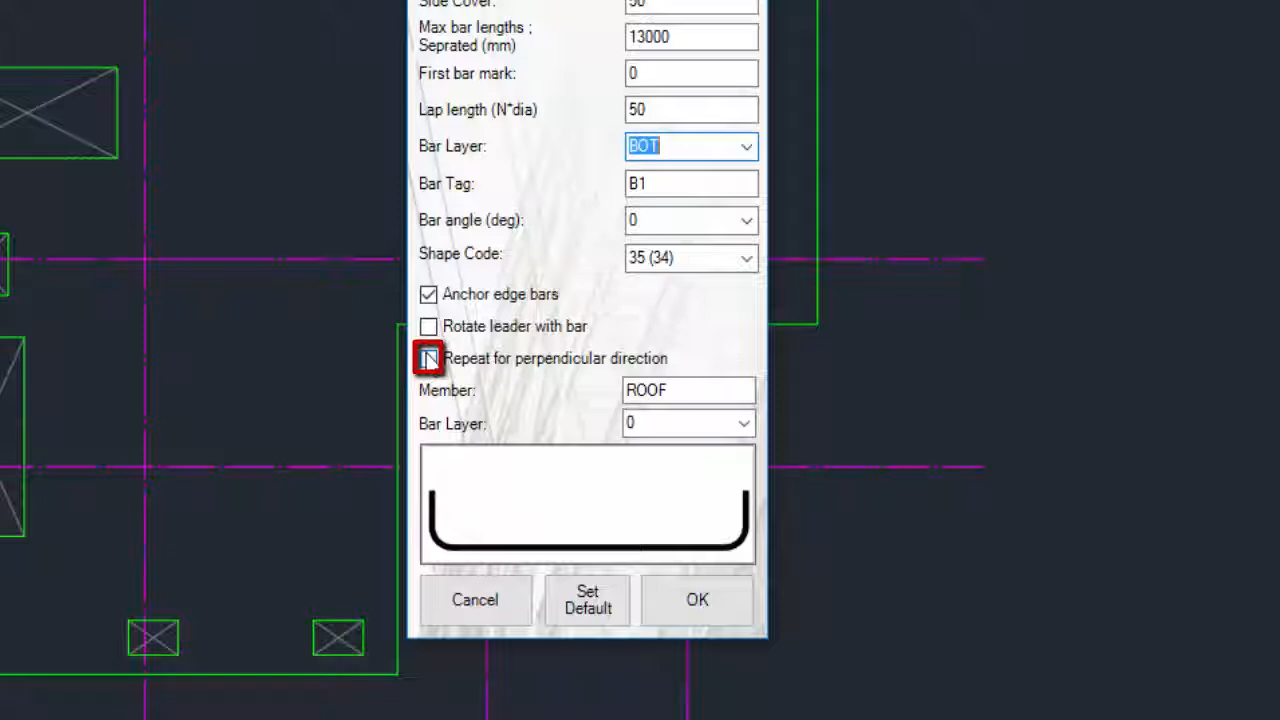 Side Cover: 50
Max bar lengths ; 13000
Seprated (mm)
First bar mark: 0
Lap length (N*dia) 50
Bar Layer: BOT
Bar Tag: B1
Bar angle (deg): 0
Shape Code: 35 (34)
Anchor edge bars
Rotate leader with bar
Repeat for perpendicular direction
Member: ROOF
Bar Layer: 0
Cancel
Set
Default
OK